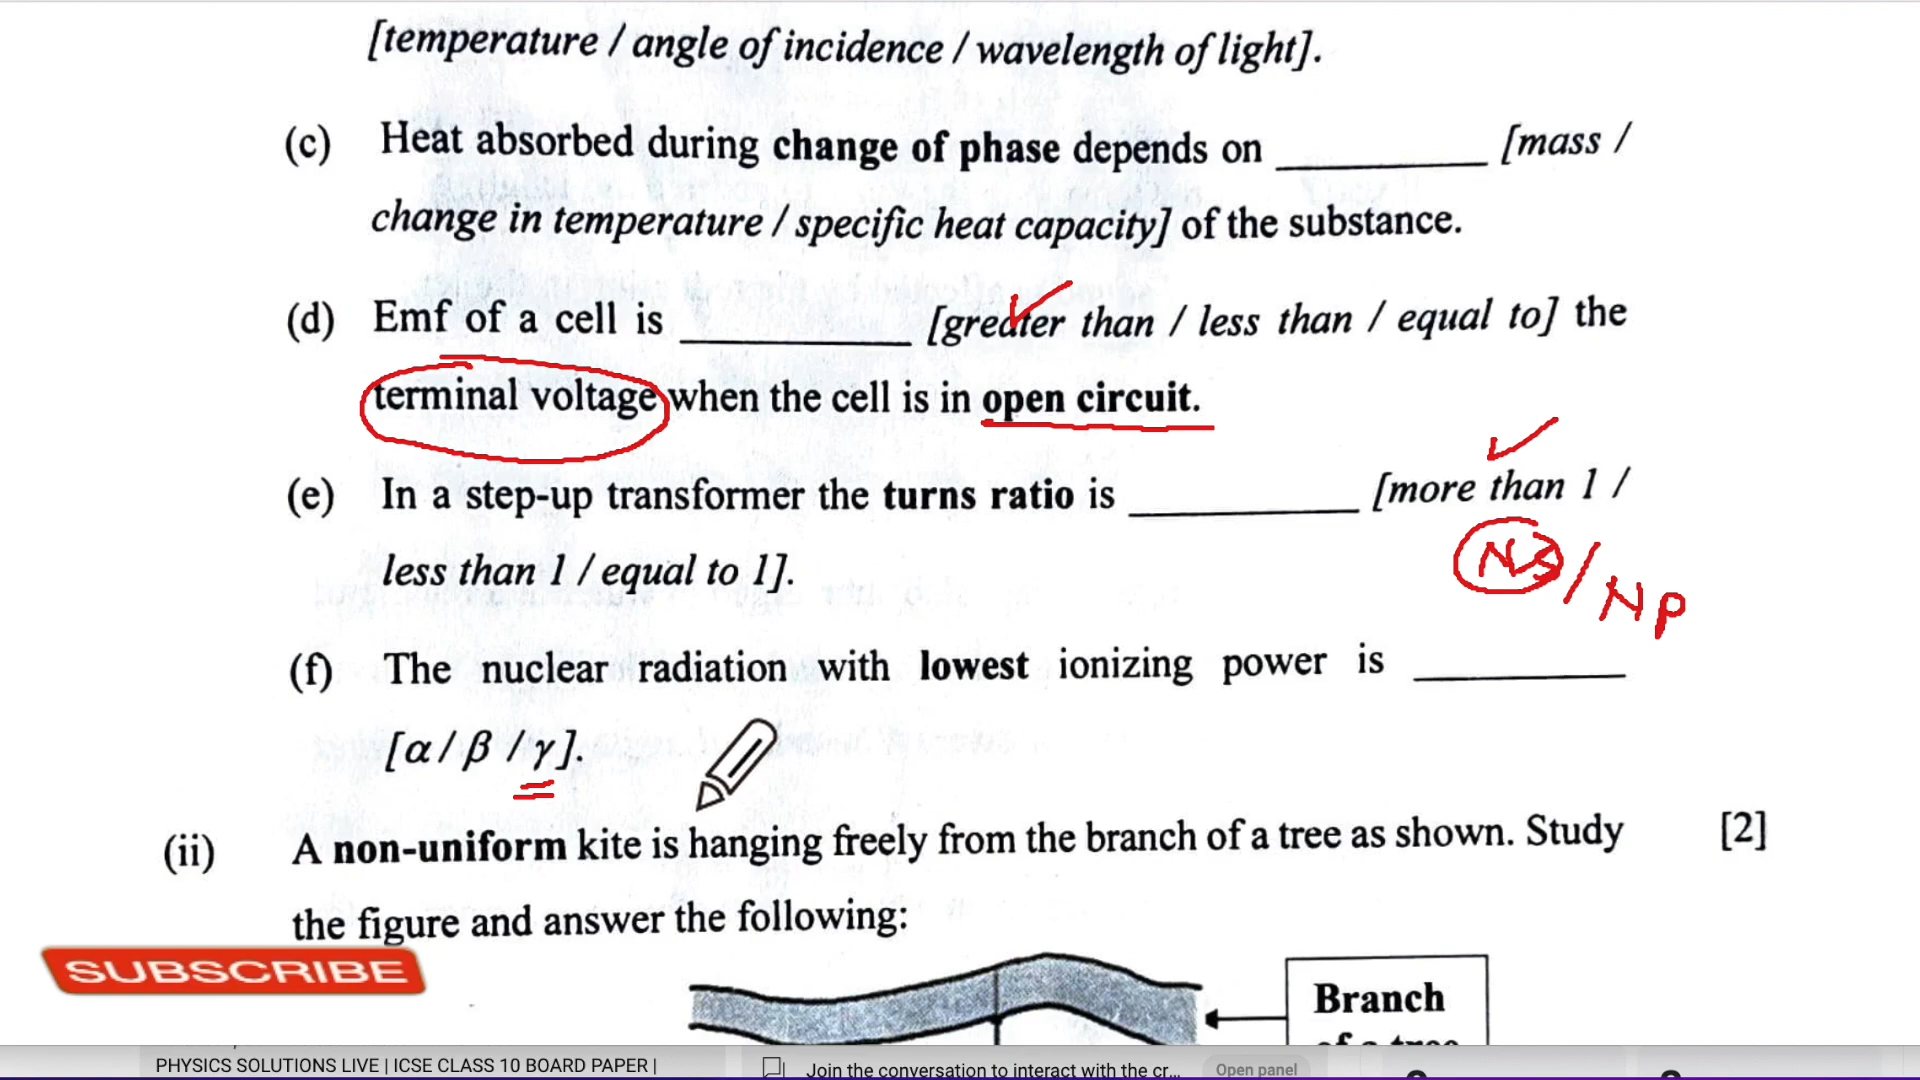 [temperature / angle of incidence / wavelength of light].
(c) Heat absorbed during change of phase depends on __________ [mass /
change in temperature / specific heat capacity] of the substance.
(d) Emf of a cell is __________ [greater than / less than / equal to] the
terminal voltage when the cell is in open circuit.
(e) In a step-up transformer the turns ratio is __________ [more than 1 /
less than 1 / equal to 1].
NS/NP
(f) The nuclear radiation with lowest ionizing power is __________
[α / β / γ].
(ii) A non-uniform kite is hanging freely from the branch of a tree as shown. Study [2]
the figure and answer the following:
SUBSCRIBE
Branch
of a tree
PHYSICS SOLUTIONS LIVE | ICSE CLASS 10 BOARD PAPER |
Join the conversation to interact with the cr...
Open panel